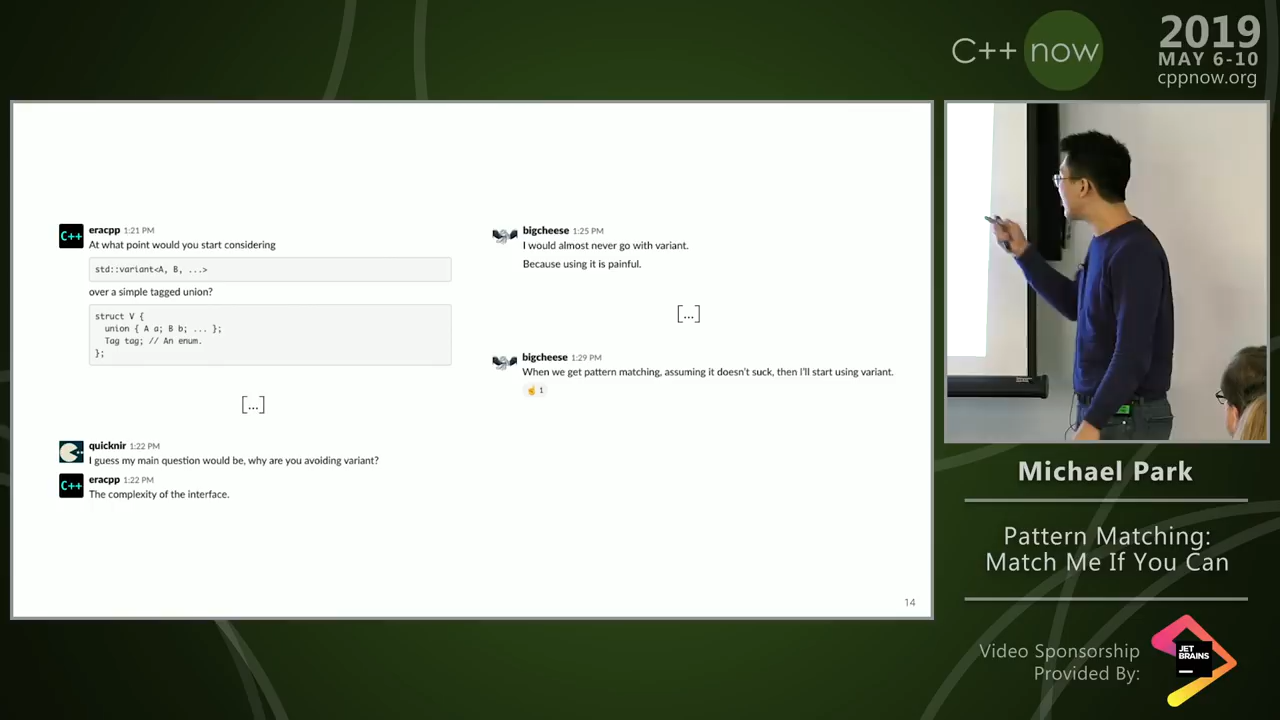 C++ now
2019
MAY 6-10
cppnow.org
C++
eracpp 1:21 PM
At what point would you start considering
std::variant<A, B, ...>
over a simple tagged union?
struct V {
union { A a; B b; ... };
Tag tag; // An enum.
};
[...]
quicknir 1:22 PM
I guess my main question would be, why are you avoiding variant?
C++
eracpp 1:22 PM
The complexity of the interface.
bigcheese 1:25 PM
I would almost never go with variant.
Because using it is painful.
[...]
bigcheese 1:29 PM
When we get pattern matching, assuming it doesn't suck, then I'll start using variant.
☝ 1
14
Michael Park
Pattern Matching:
Match Me If You Can
Video Sponsorship
Provided By:
JET
BRAINS